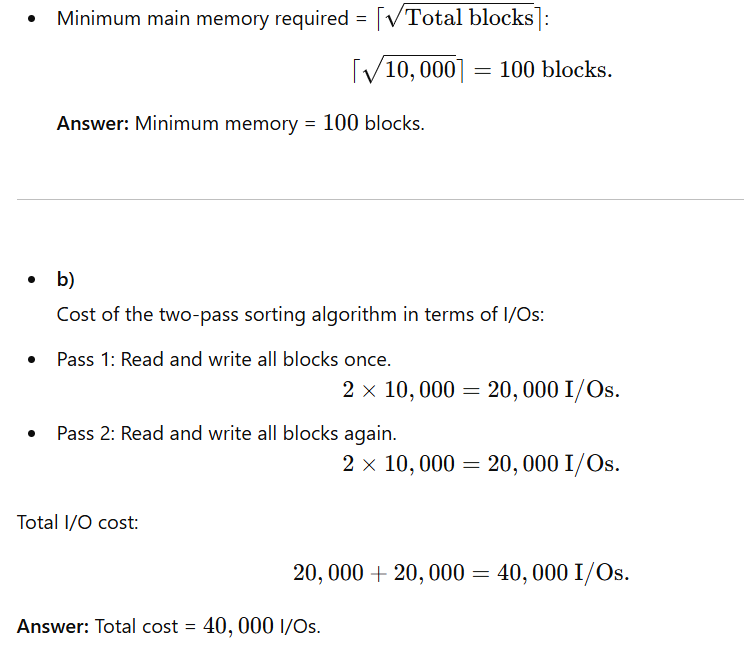 • Minimum main memory required = ⌈√Total blocks⌉:
⌈√10,000⌉ = 100 blocks.
Answer: Minimum memory = 100 blocks.
• b)
Cost of the two-pass sorting algorithm in terms of I/Os:
• Pass 1: Read and write all blocks once.
2 × 10,000 = 20,000 I/Os.
• Pass 2: Read and write all blocks again.
2 × 10,000 = 20,000 I/Os.
Total I/O cost:
20,000 + 20,000 = 40,000 I/Os.
Answer: Total cost = 40,000 I/Os.